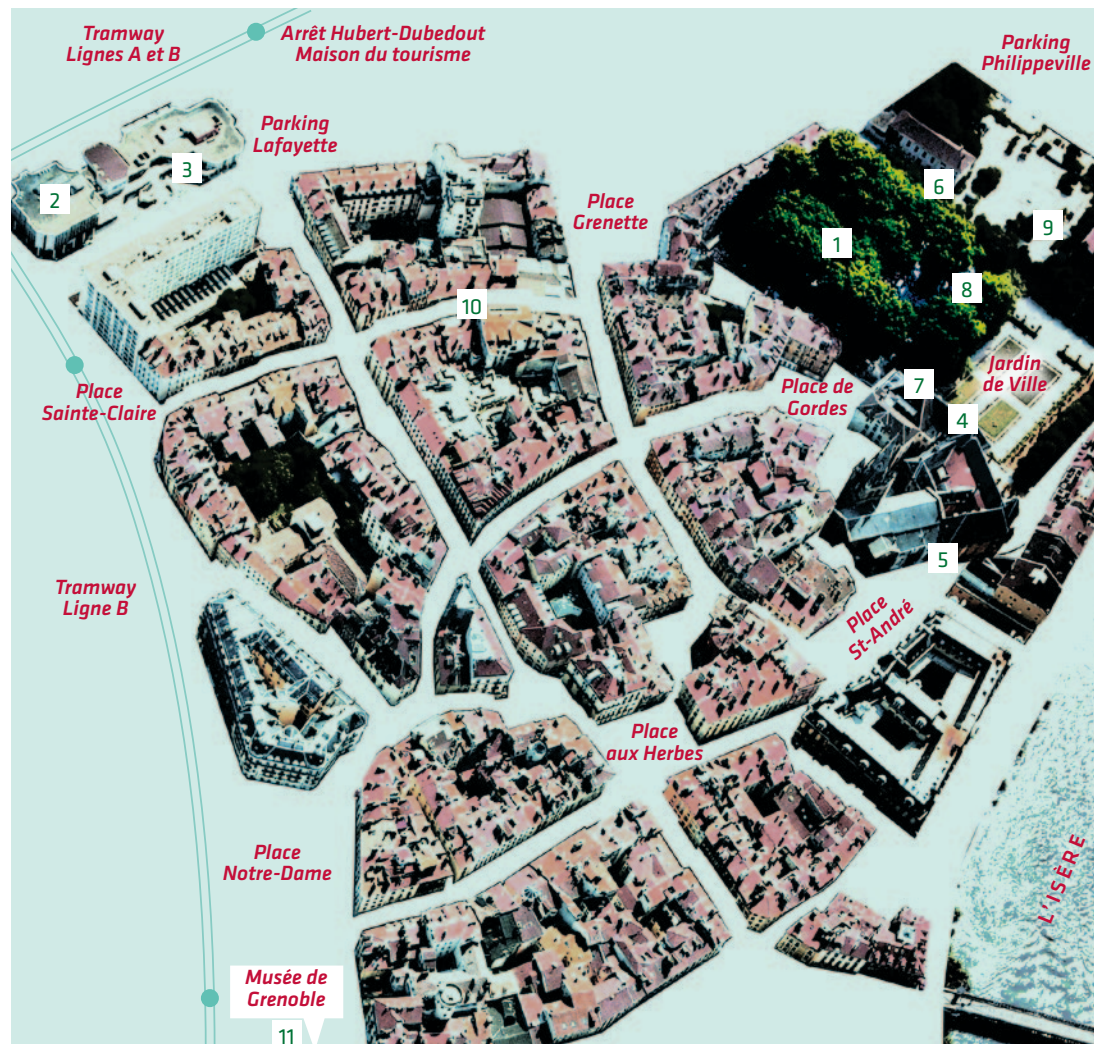 Tramway
Lignes A et B
Arrêt Hubert-Dubedout
Maison du tourisme
Parking
Philippeville
Parking
Lafayette
3
2
Place
Grenette
6
1
9
8
10
Place
Sainte-Claire
Place de
Gordes
7
Jardin
de Ville
4
5
Tramway
Ligne B
Place
St-André
Place
aux Herbes
Place
Notre-Dame
L'ISÈRE
Musée de
Grenoble
11